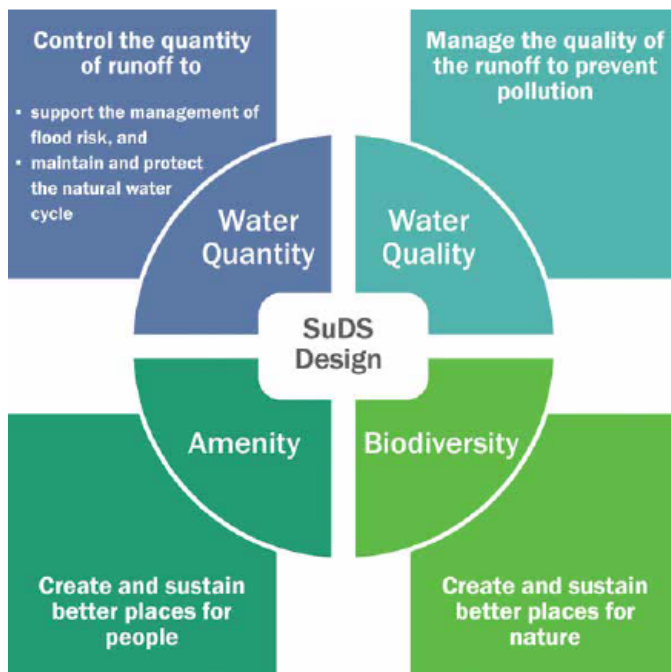 Control the quantity
of runoff to
▪ support the management of
flood risk, and
▪ maintain and protect
the natural water
cycle
Manage the quality of
the runoff to prevent
pollution
Water
Quantity
Water
Quality
SuDS
Design
Amenity
Biodiversity
Create and sustain
better places for
people
Create and sustain
better places for
nature